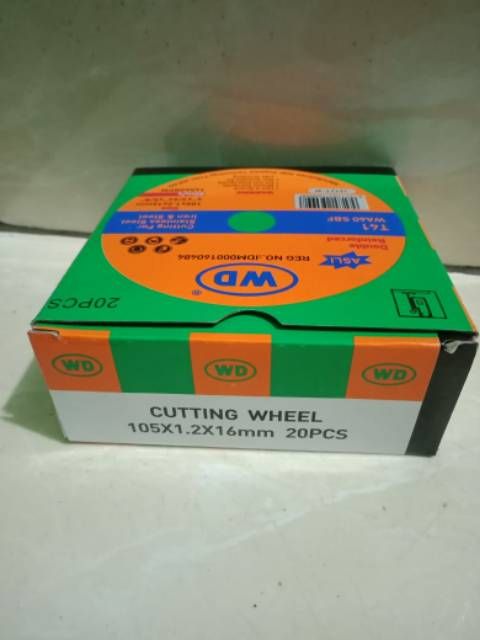 WD
®
REG NO.:IDM000160486
ASLI
Double
Reinforced
T41
WA60 SBF
Cutting For
Stainless Steel
Iron & Steel
20PCS
WD
WD
WD
CUTTING WHEEL
105X1.2X16mm 20PCS